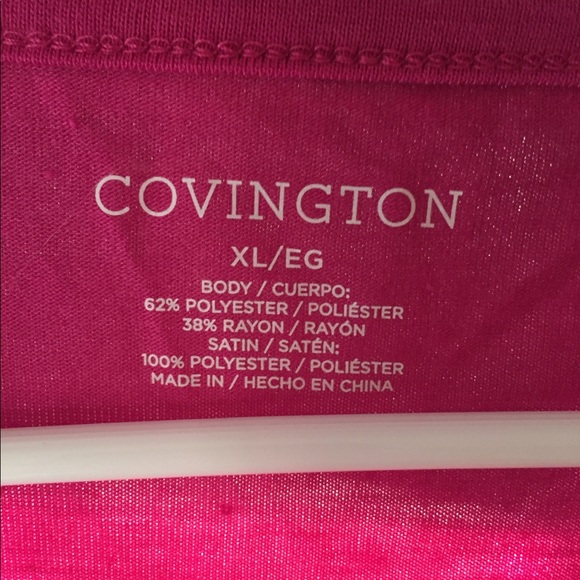 COVINGTON
XL/EG
BODY / CUERPO:
62% POLYESTER / POLIÉSTER
38% RAYON / RAYÓN
SATIN / SATÉN:
100% POLYESTER / POLIÉSTER
MADE IN / HECHO EN CHINA